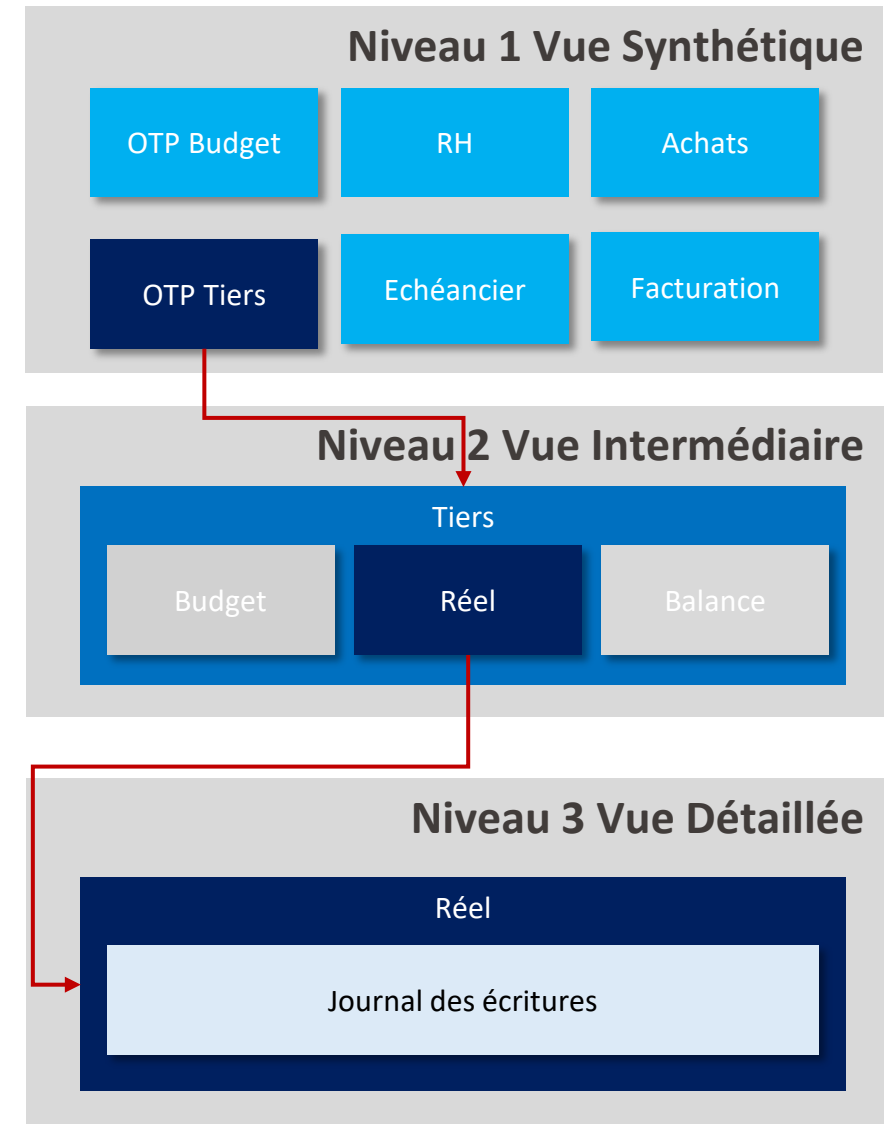 Niveau 1 Vue Synthétique
OTP Budget
RH
Achats
OTP Tiers
Echéancier
Facturation
Niveau 2 Vue Intermédiaire
Tiers
Budget
Réel
Balance
Niveau 3 Vue Détaillée
Réel
Journal des écritures